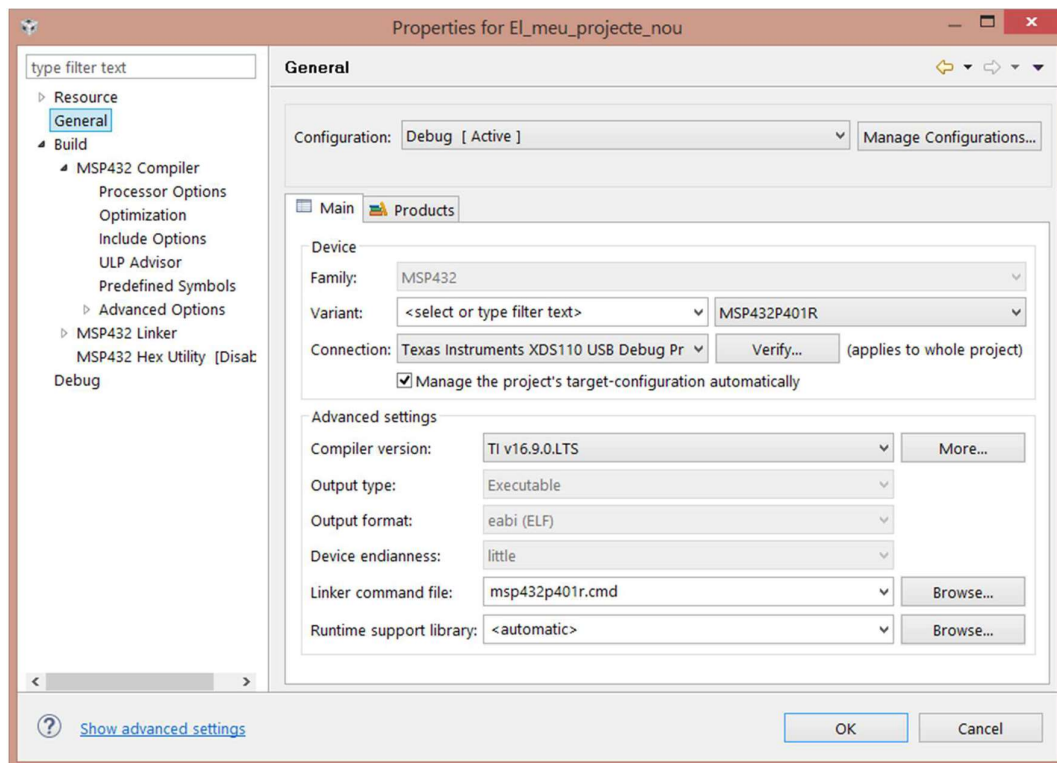 Properties for El_meu_projecte_nou
type filter text
Resource
General
Build
MSP432 Compiler
Processor Options
Optimization
Include Options
ULP Advisor
Predefined Symbols
Advanced Options
MSP432 Linker
MSP432 Hex Utility [Disab
Debug
General
Configuration: Debug [ Active ] Manage Configurations...
Main Products
Device
Family: MSP432
Variant: <select or type filter text> MSP432P401R
Connection: Texas Instruments XDS110 USB Debug Pr Verify... (applies to whole project)
Manage the project's target-configuration automatically
Advanced settings
Compiler version: TI v16.9.0.LTS More...
Output type: Executable
Output format: eabi (ELF)
Device endianness: little
Linker command file: msp432p401r.cmd Browse...
Runtime support library: <automatic> Browse...
Show advanced settings OK Cancel